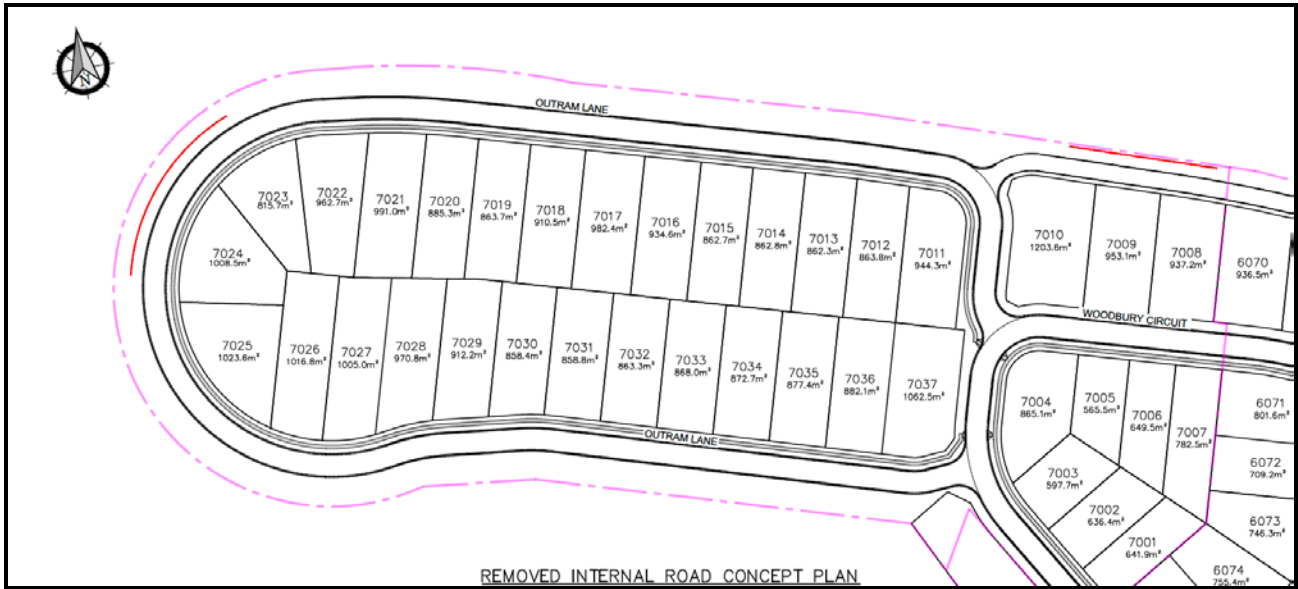 N
OUTRAM LANE
7023
815.7m²
7022
962.7m²
7021
991.0m²
7020
885.3m²
7019
863.7m²
7018
910.5m²
7017
982.4m²
7016
934.6m²
7015
862.7m²
7014
862.8m²
7013
862.3m²
7012
863.8m²
7011
944.3m²
7010
1203.6m²
7009
953.1m²
7008
937.2m²
6070
936.5m²
7024
1008.5m²
WOODBURY CIRCUIT
7025
1023.6m²
7026
1016.8m²
7027
1005.0m²
7028
970.8m²
7029
912.2m²
7030
858.4m²
7031
858.8m²
7032
863.3m²
7033
868.0m²
7034
872.7m²
7035
877.4m²
7036
882.1m²
7037
1062.5m²
7004
865.1m²
7005
565.5m²
7006
649.5m²
7007
782.5m²
6071
801.6m²
OUTRAM LANE
7003
597.7m²
6072
709.2m²
7002
636.4m²
6073
746.3m²
7001
641.9m²
6074
755.4m²
REMOVED INTERNAL ROAD CONCEPT PLAN